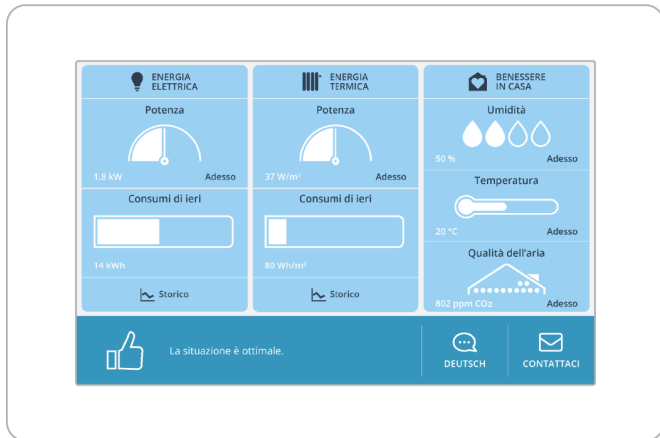 ENERGIA
ELETTRICA
Potenza
1.8 kW
Adesso
Consumi di ieri
14 kWh
Storico
ENERGIA
TERMICA
Potenza
37 W/m²
Adesso
Consumi di ieri
80 Wh/m²
Storico
BENESSERE
IN CASA
Umidità
50 %
Adesso
Temperatura
20 °C
Adesso
Qualità dell'aria
802 ppm CO2
Adesso
La situazione è ottimale.
DEUTSCH
CONTATTACI